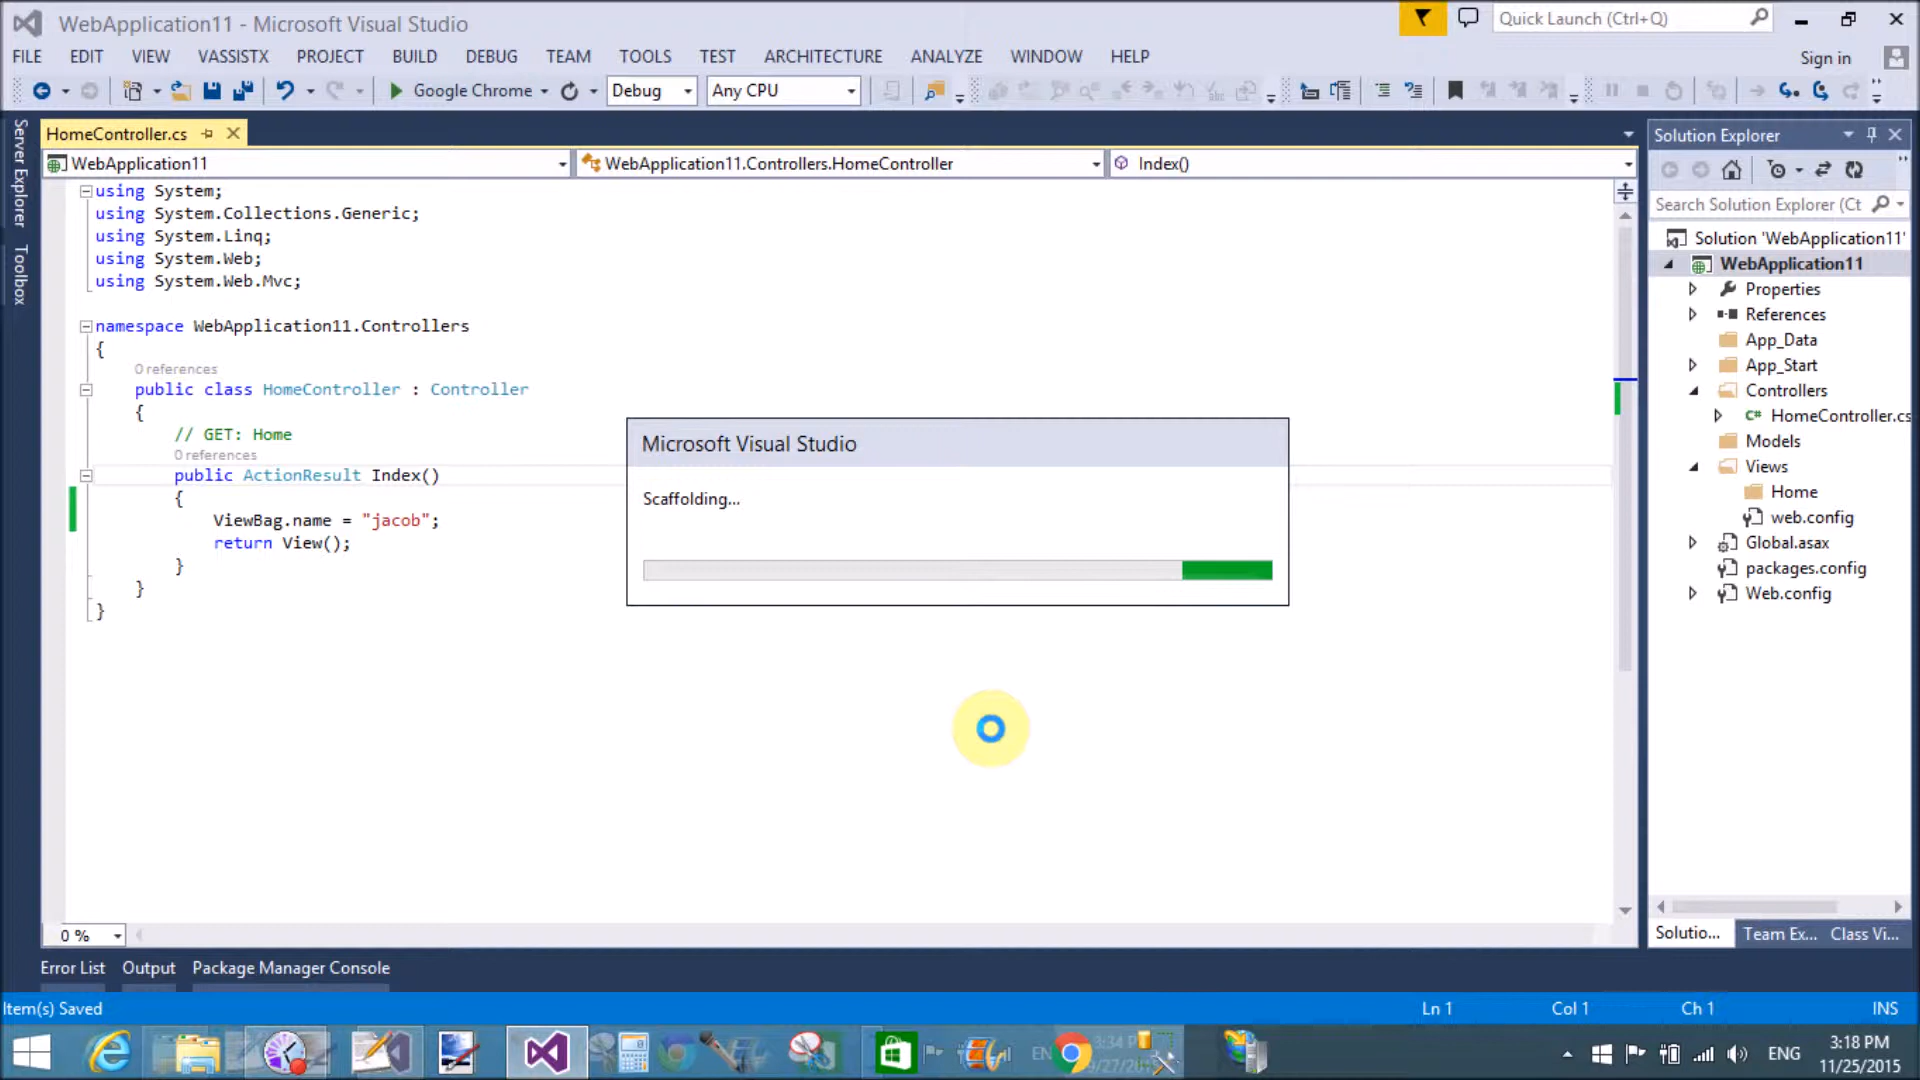 WebApplication11 - Microsoft Visual Studio
Quick Launch (Ctrl+Q)
FILE EDIT VIEW VASSISTX PROJECT BUILD DEBUG TEAM TOOLS TEST ARCHITECTURE ANALYZE WINDOW HELP
Sign in
Google Chrome Debug Any CPU
Server Explorer
Toolbox
HomeController.cs
WebApplication11 WebApplication11.Controllers.HomeController Index()
using System;
using System.Collections.Generic;
using System.Linq;
using System.Web;
using System.Web.Mvc;
namespace WebApplication11.Controllers
{
0 references
public class HomeController : Controller
{
// GET: Home
0 references
public ActionResult Index()
{
ViewBag.name = "jacob";
return View();
}
}
}
Microsoft Visual Studio
Scaffolding...
Solution Explorer
Search Solution Explorer (Ct
Solution 'WebApplication11'
WebApplication11
Properties
References
App_Data
App_Start
Controllers
C# HomeController.cs
Models
Views
Home
web.config
Global.asax
packages.config
Web.config
Solutio... Team Ex... Class Vi...
0 %
Error List Output Package Manager Console
Item(s) Saved
Ln 1 Col 1 Ch 1 INS
EN
3:34 P
ENG
3:18 PM
11/25/2015